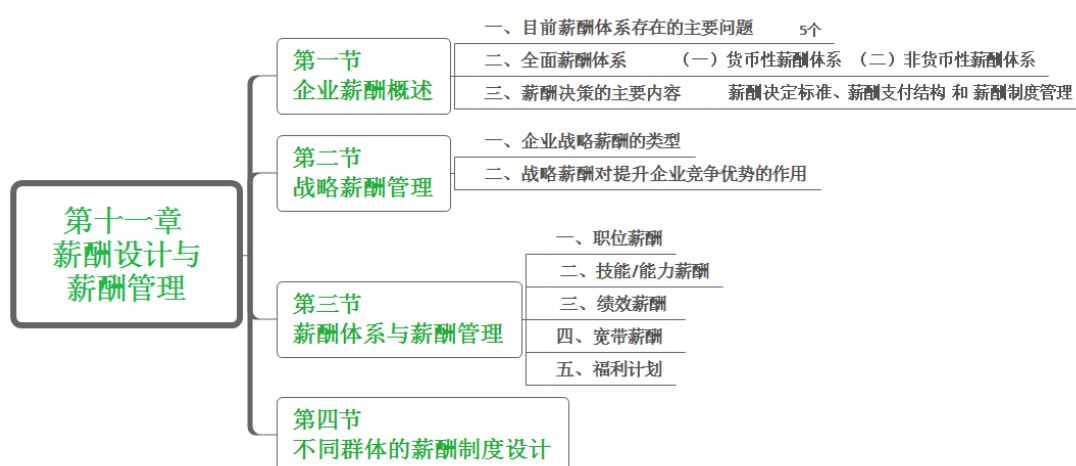 第十一章
薪酬设计与
薪酬管理
第一节
企业薪酬概述
一、目前薪酬体系存在的主要问题 5个
二、全面薪酬体系 （一）货币性薪酬体系 （二）非货币性薪酬体系
三、薪酬决策的主要内容 薪酬决定标准、薪酬支付结构 和 薪酬制度管理
第二节
战略薪酬管理
一、企业战略薪酬的类型
二、战略薪酬对提升企业竞争优势的作用
第三节
薪酬体系与薪酬管理
一、职位薪酬
二、技能/能力薪酬
三、绩效薪酬
四、宽带薪酬
五、福利计划
第四节
不同群体的薪酬制度设计